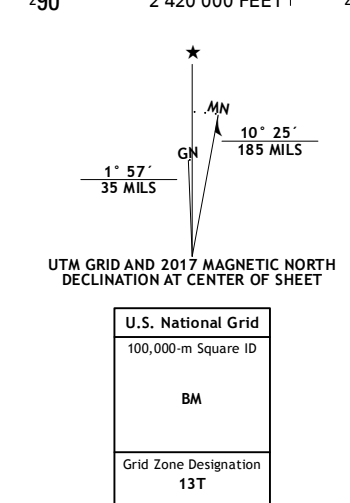 ²90 2 420 000 FEET
MN
10° 25´
185 MILS
GN
1° 57´
35 MILS
UTM GRID AND 2017 MAGNETIC NORTH
DECLINATION AT CENTER OF SHEET
U.S. National Grid
100,000-m Square ID
BM
Grid Zone Designation
13T